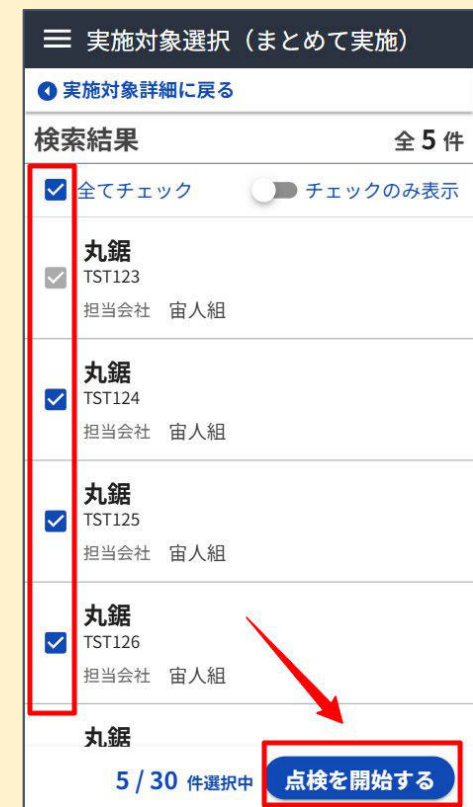 実施対象選択（まとめて実施）
実施対象詳細に戻る
検索結果 全 5 件
全てチェック チェックのみ表示
丸鋸
TST123
担当会社 宙人組
丸鋸
TST124
担当会社 宙人組
丸鋸
TST125
担当会社 宙人組
丸鋸
TST126
担当会社 宙人組
丸鋸
5 / 30 件選択中 点検を開始する